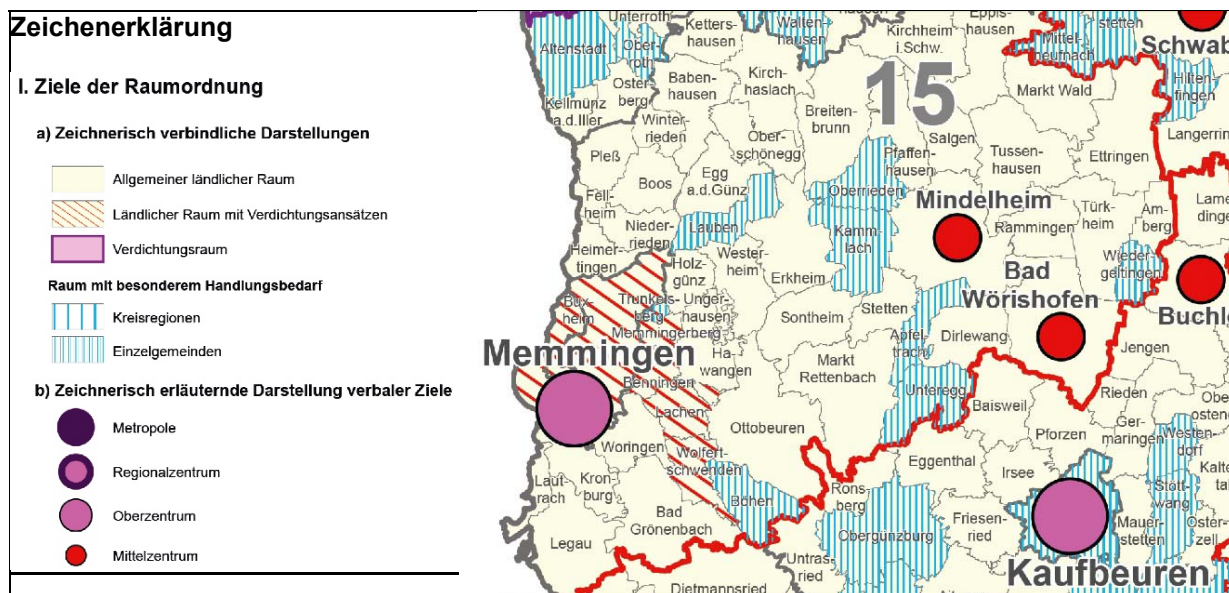 Zeichenerklärung
I. Ziele der Raumordnung
a) Zeichnerisch verbindliche Darstellungen
Allgemeiner ländlicher Raum
Ländlicher Raum mit Verdichtungsansätzen
Verdichtungsraum
Raum mit besonderem Handlungsbedarf
Kreisregionen
Einzelgemeinden
b) Zeichnerisch erläuternde Darstellung verbaler Ziele
Metropole
Regionalzentrum
Oberzentrum
Mittelzentrum
Unterroth
Ketters-
hausen
Walten-
hausen
Kirchheim
i.Schw.
Eppis-
hausen
Mittel-
neufnach
stetten
Schwab
Altenstadt
Ober-
roth
Oster-
berg
Baben-
hausen
Kirch-
haslach
15
Markt Wald
Hilten-
fingen
Kellmünz
a.d.Iller
Winter-
rieden
Breiten-
brunn
Ober-
schönegg
Salgen
Langerrin
Pleß
Boos
Egg
a.d.Günz
Pfaffen-
hausen
Tussen-
hausen
Ettringen
Oberrieden
Fell-
heim
Mindelheim
Lauben
Kamm-
lach
Rammingen
Türk-
heim
Am-
berg
Lame
dinge
Nieder-
rieden
Heimer-
tingen
Holz-
günz
Wester-
heim
Erkheim
Bad
Wörishofen
Wieder-
geltingen
Bux-
heim
Trunkels-
berg
Unger-
hausen
Memmingerberg
Sontheim
Stetten
Buchlo
Apfel-
trach
Dirlewang
Jengen
Memmingen
Ha-
wangen
Markt
Rettenbach
Benningen
Unteregg
Baisweil
Rieden
Obe
osten
Lachen
Ottobeuren
Pforzen
Ger-
maringen
Westen-
dorf
Woringen
Wolfert-
schwenden
Eggenthal
Irsee
Kalte
tal
Laut
rach
Kron-
burg
Böhen
Rons-
berg
Stött-
wang
Bad
Grönenbach
Friesen-
ried
Mauer-
stetten
Oster-
zell
Legau
Obergünzburg
Untras-
ried
Kaufbeuren
Dietmannsried